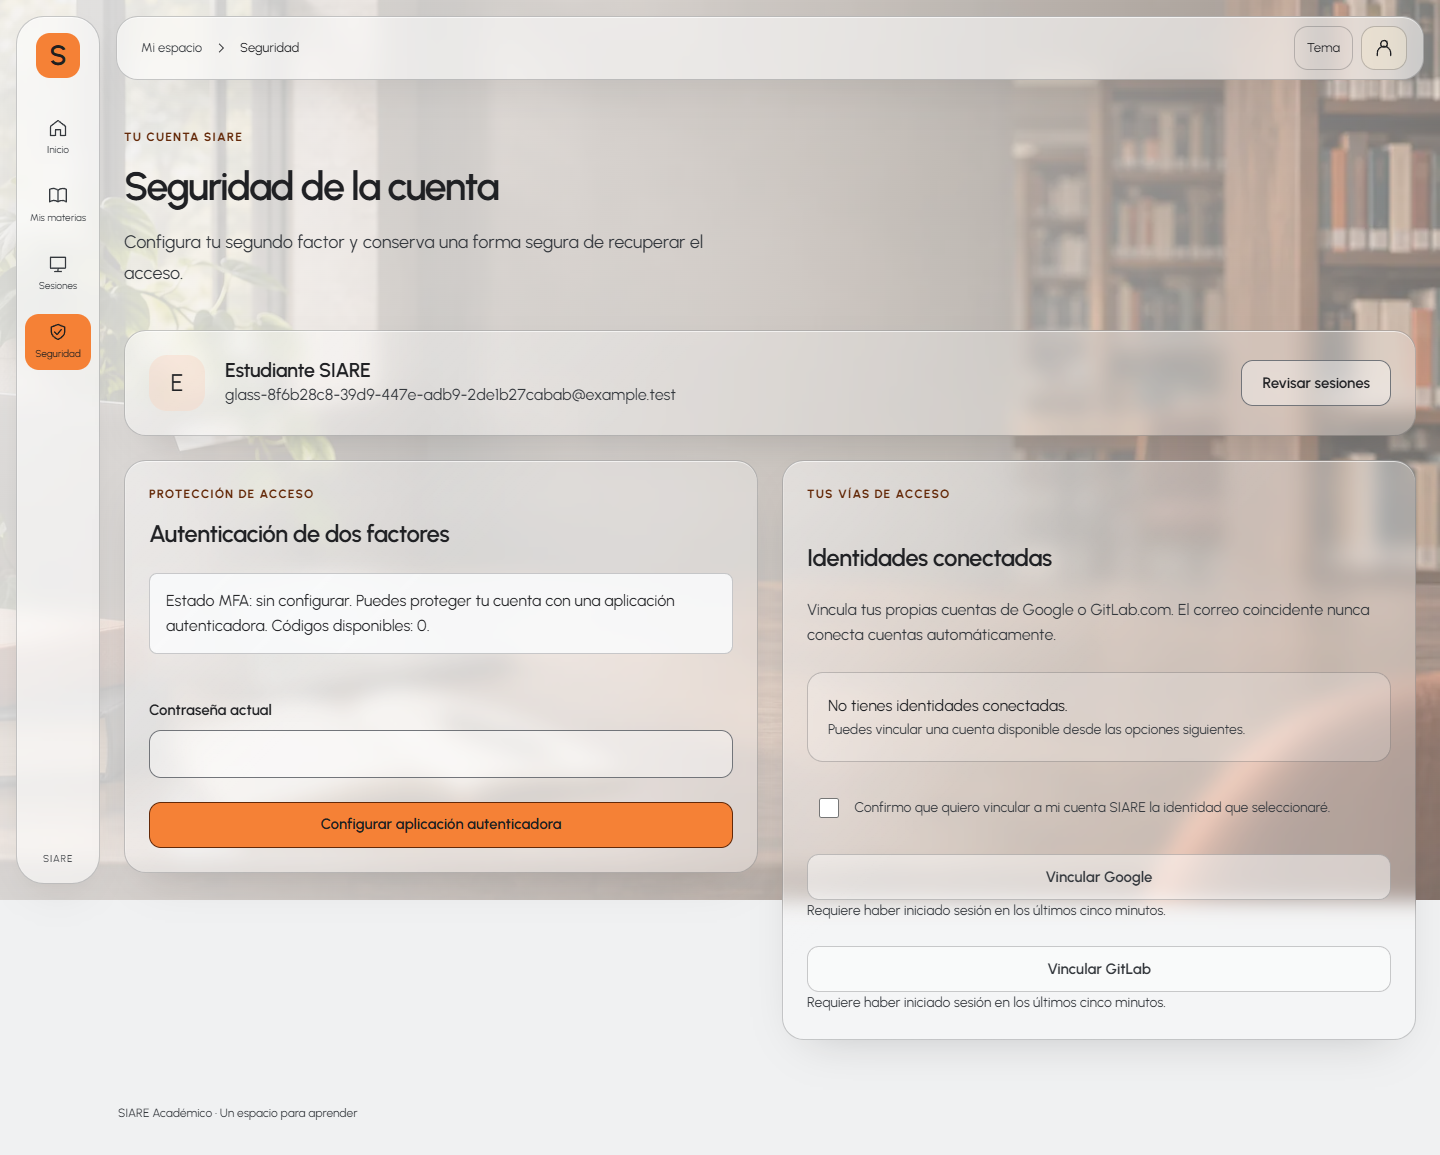 S
Inicio
Mis materias
Sesiones
Seguridad
SIARE
Mi espacio > Seguridad
Tema
TU CUENTA SIARE
Seguridad de la cuenta
Configura tu segundo factor y conserva una forma segura de recuperar el
acceso.
E
Estudiante SIARE
glass-8f6b28c8-39d9-447e-adb9-2de1b27cabab@example.test
Revisar sesiones
PROTECCIÓN DE ACCESO
Autenticación de dos factores
Estado MFA: sin configurar. Puedes proteger tu cuenta con una aplicación
autenticadora. Códigos disponibles: 0.
Contraseña actual
Configurar aplicación autenticadora
TUS VÍAS DE ACCESO
Identidades conectadas
Vincula tus propias cuentas de Google o GitLab.com. El correo coincidente nunca
conecta cuentas automáticamente.
No tienes identidades conectadas.
Puedes vincular una cuenta disponible desde las opciones siguientes.
Confirmo que quiero vincular a mi cuenta SIARE la identidad que seleccionaré.
Vincular Google
Requiere haber iniciado sesión en los últimos cinco minutos.
Vincular GitLab
Requiere haber iniciado sesión en los últimos cinco minutos.
SIARE Académico · Un espacio para aprender